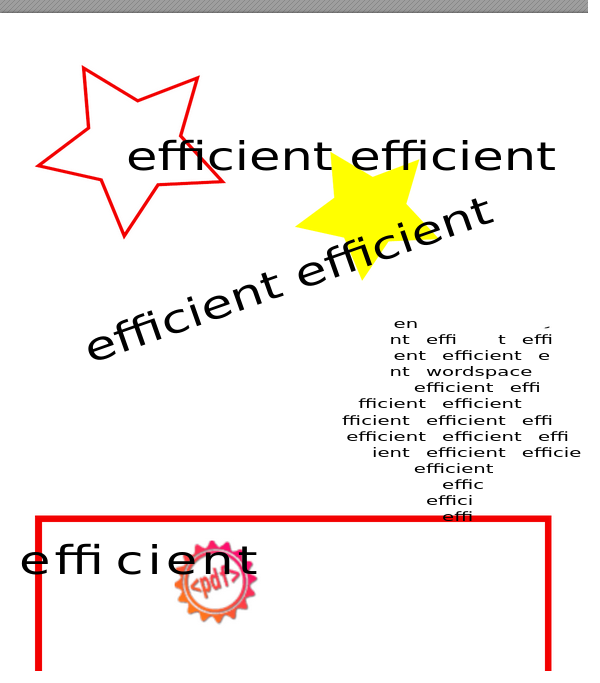 efficient efficient
efficient efficient
en
nt effi t effi
ent efficient e
nt wordspace
efficient effi
fficient efficient
fficient efficient effi
efficient efficient effi
ient efficient efficie
efficient
effic
effici
effi
effi cient
<pdf>